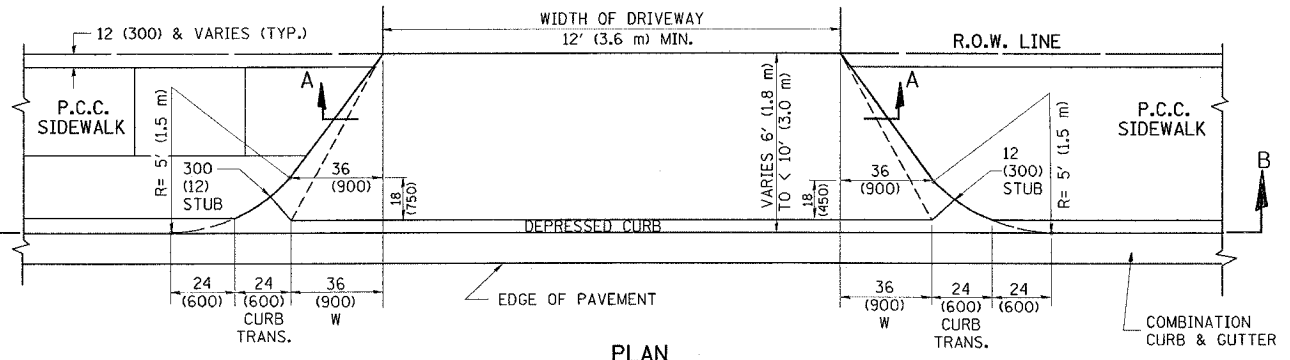 12 (300) & VARIES (TYP.)
WIDTH OF DRIVEWAY
12' (3.6 m) MIN.
R.O.W. LINE
A
A
P.C.C.
SIDEWALK
R= 5' (1.5 m)
300
(12)
STUB
36
(900)
18
(750)
VARIES 6' (1.8 m)
TO < 10' (3.0 m)
36
(900)
18
(450)
12
(300)
STUB
R= 5' (1.5 m)
P.C.C.
SIDEWALK
B
DEPRESSED CURB
24
(600)
24
(600)
CURB
TRANS.
36
(900)
W
EDGE OF PAVEMENT
36
(900)
W
24
(600)
CURB
TRANS.
24
(600)
COMBINATION
CURB & GUTTER
PLAN